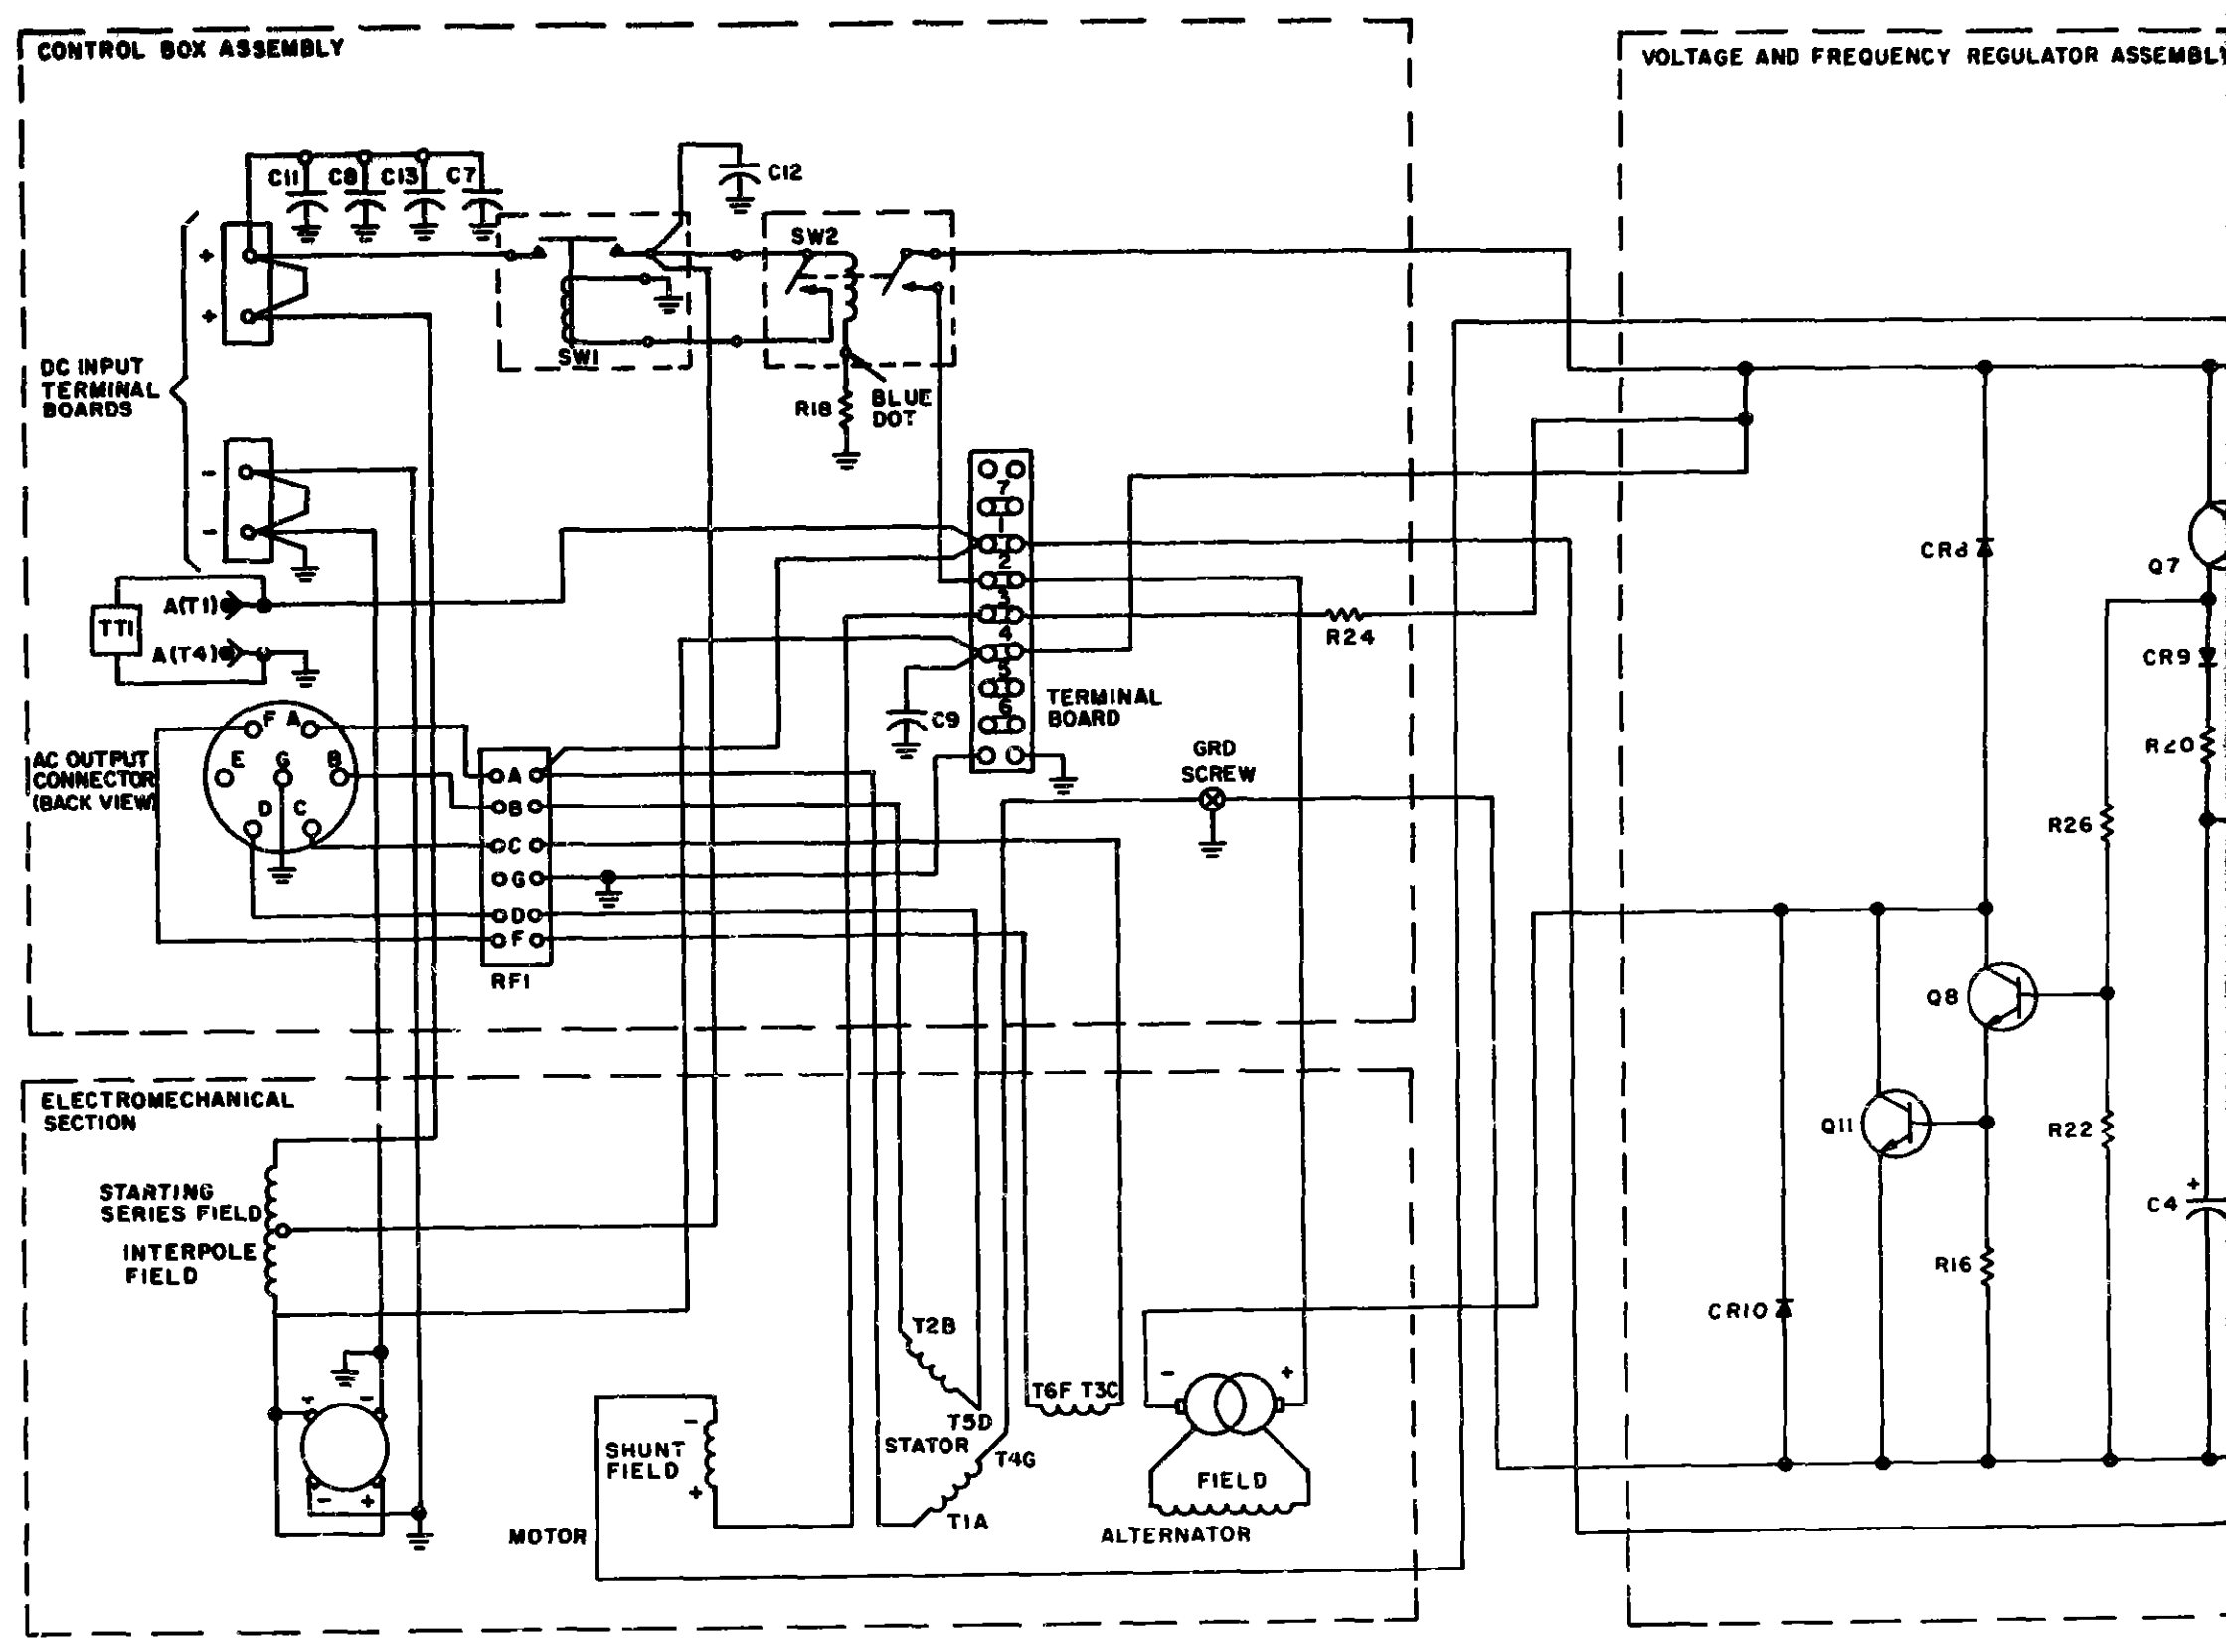 CONTROL BOX ASSEMBLY
VOLTAGE AND FREQUENCY REGULATOR ASSEMBLY
C11 C8 C13 C7
C12
SW2
+
+
SW1
DC INPUT
TERMINAL
BOARDS
R18
BLUE
DOT
-
-
7
1
2
3
4
5
6
TERMINAL
BOARD
A(T1)
TT1
A(T4)
R24
C9
CR8
Q7
CR9
R20
R26
AC OUTPUT
CONNECTOR
(BACK VIEW)
F A
E G B
D C
A
B
C
G
D
F
RF1
GRD
SCREW
Q8
Q11
R22
R16
+
C4
CR10
ELECTROMECHANICAL
SECTION
STARTING
SERIES FIELD
INTERPOLE
FIELD
+ -
- +
MOTOR
-
SHUNT
FIELD
+
T2B
T5D
STATOR
T4G
T1A
T6F T3C
- +
FIELD
ALTERNATOR